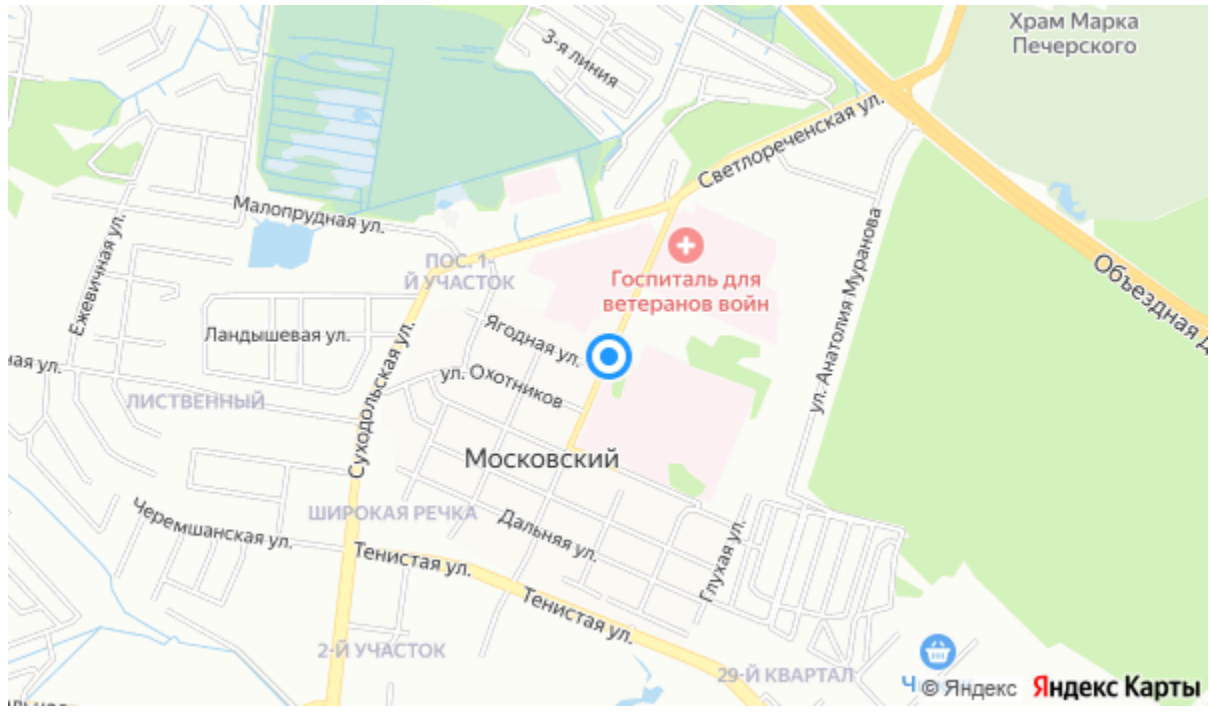 Храм Марка
Печерского
3-я линия
Светлореченская ул.
Малопрудная ул.
Ежевичная ул.
ул. Анатолия Муранова
ПОС. 1-
Й УЧАСТОК
Госпиталь для
ветеранов войн
Объездная
Ландышевая ул.
Ягодная ул.
ул. Охотников
ул.
ЛИСТВЕННЫЙ
Суходольская ул.
Московский
ШИРОКАЯ РЕЧКА
Черемшанская ул.
Дальняя ул.
Глухая ул.
Тенистая ул.
Тенистая ул.
2-Й УЧАСТОК
29-Й КВАРТАЛ
© Яндекс Яндекс Карты